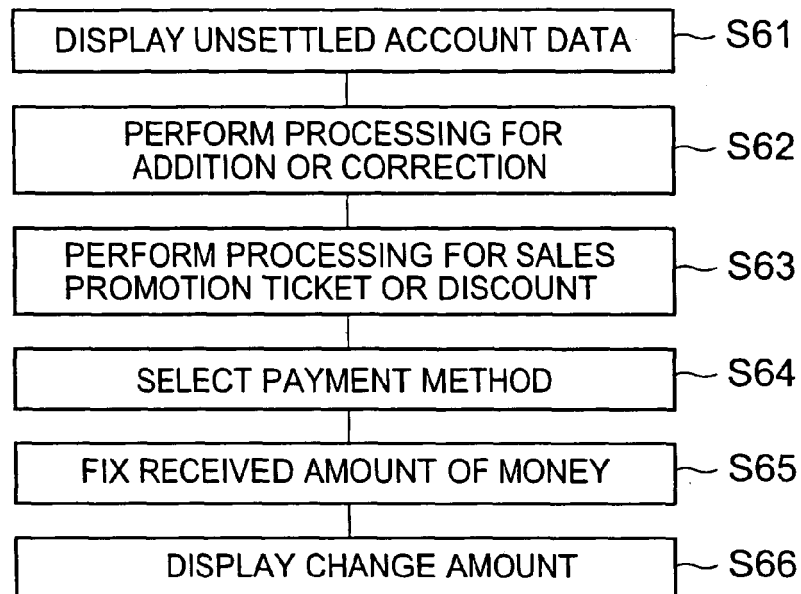 DISPLAY UNSETTLED ACCOUNT DATA S61
PERFORM PROCESSING FOR
ADDITION OR CORRECTION S62
PERFORM PROCESSING FOR SALES
PROMOTION TICKET OR DISCOUNT S63
SELECT PAYMENT METHOD S64
FIX RECEIVED AMOUNT OF MONEY S65
DISPLAY CHANGE AMOUNT S66